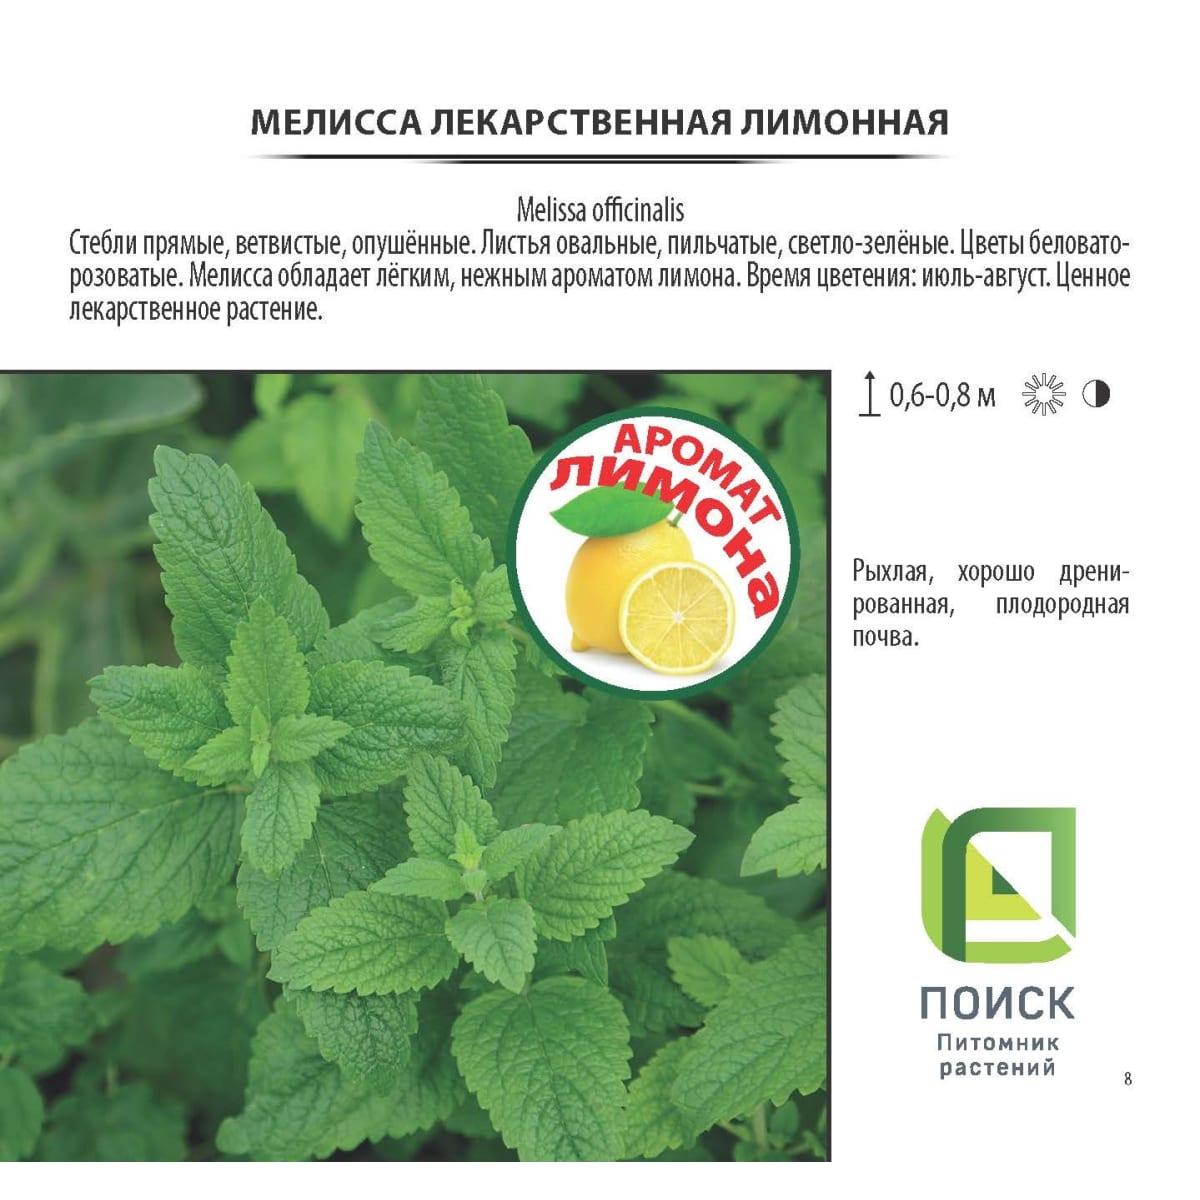 МЕЛИССА ЛЕКАРСТВЕННАЯ ЛИМОННАЯ
Melissa officinalis
Стебли прямые, ветвистые, опушённые. Листья овальные, пильчатые, светло-зелёные. Цветы беловато-
розоватые. Мелисса обладает лёгким, нежным ароматом лимона. Время цветения: июль-август. Ценное
лекарственное растение.
0,6-0,8 м
АРОМАТ
лимона
Рыхлая, хорошо дрени-
рованная, плодородная
почва.
ПОИСК
Питомник
растений
8